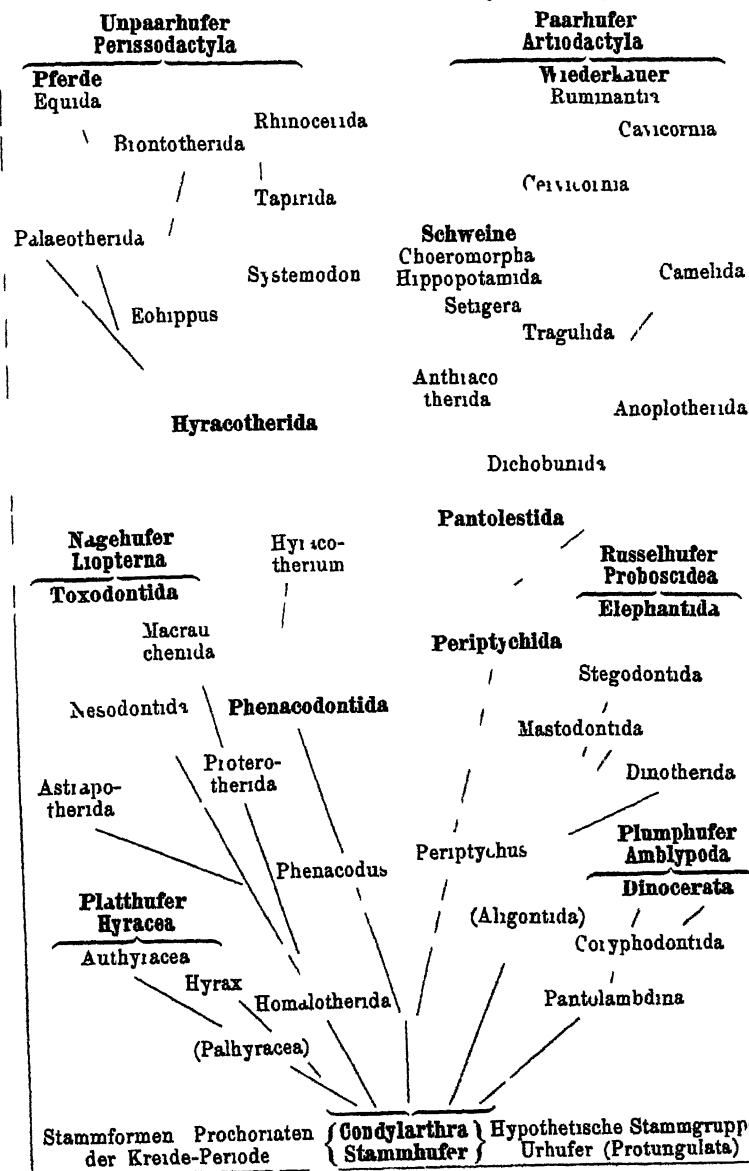 Unpaarhufer
Perissodactyla
Paarhufer
Artiodactyla
Pferde
Equida
Wiederkauer
Ruminantia
Rhinocerida
Cavicornia
Brontotherida
Cervicornia
Tapirida
Palaeotherida
Schweine
Choeromorpha
Hippopotamida
Setigera
Systemodon
Camelida
Eohippus
Tragulida
Anthraco
therida
Anoplotherida
Hyracotherida
Dichobunida
Pantolestida
Nagehufer
Liopterna
Toxodontida
Hyraco-
therium
Russelhufer
Proboscidea
Elephantida
Macrau
chenida
Periptychida
Stegodontida
Nesodontida
Phenacodontida
Mastodontida
Protero-
therida
Dinotherida
Astrapo-
therida
Periptychus
Plumphufer
Amblypoda
Dinocerata
Phenacodus
Platthufer
Hyracea
Authyracea
(Aligontida)
Coryphodontida
Hyrax
Homalotherida
Pantolambdina
(Palhyracea)
Stammformen Prochoriaten
der Kreide-Periode
Condylarthra
Stammhufer
Hypothetische Stammgrupp
Urhufer (Protungulata)